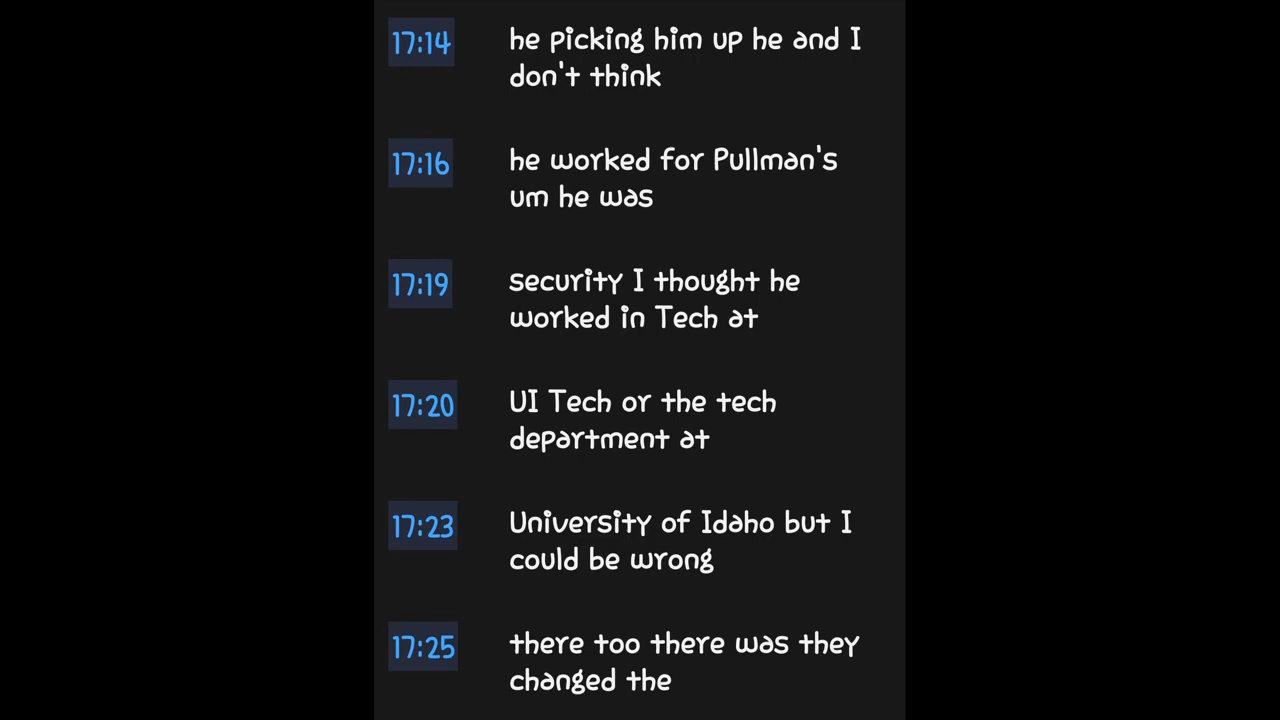 17:14 he picking him up he and I
don't think
17:16 he worked for Pullman's
um he was
17:19 security I thought he
worked in Tech at
17:20 UI Tech or the tech
department at
17:23 University of Idaho but I
could be wrong
17:25 there too there was they
changed the